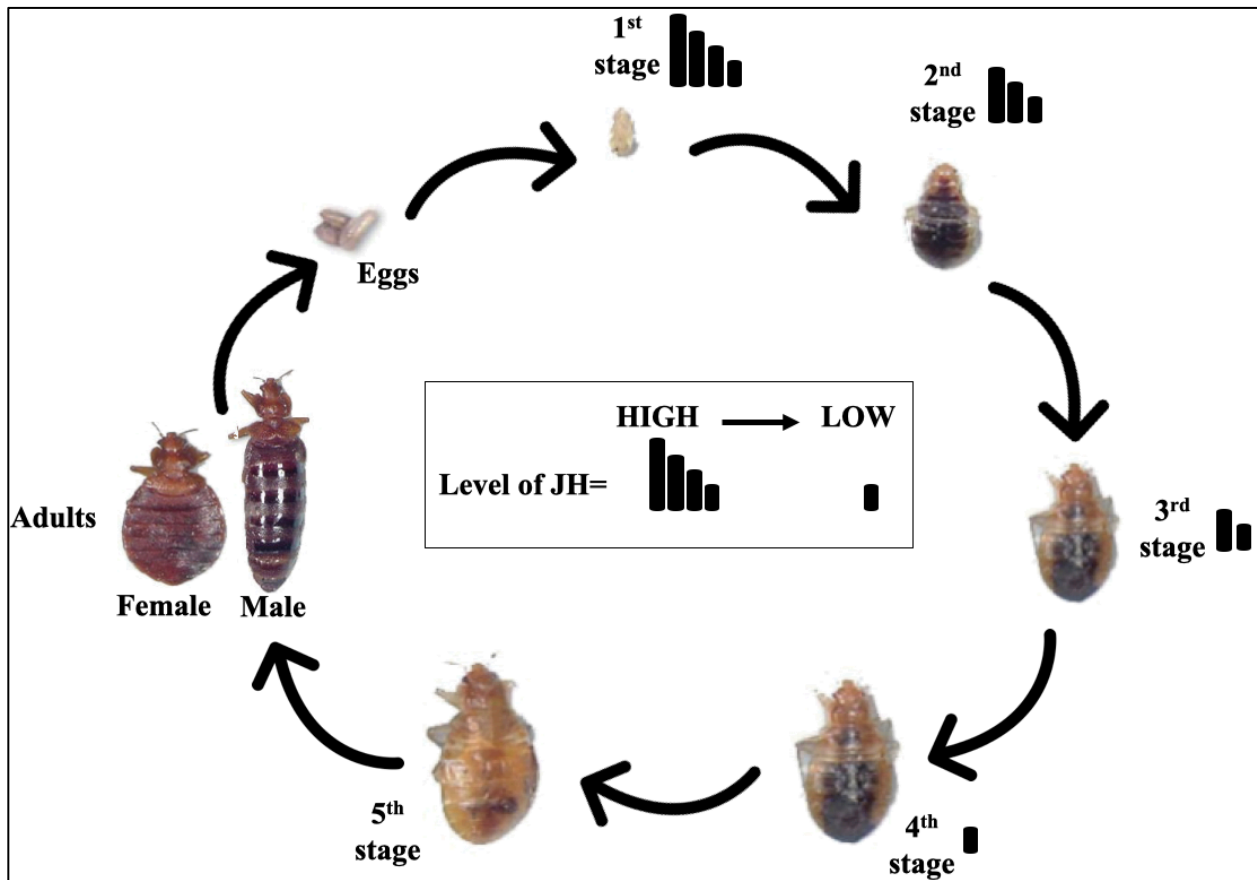 1st
stage
2nd
stage
Eggs
HIGH LOW
Level of JH=
Adults
3rd
stage
Female Male
5th
stage
4th
stage